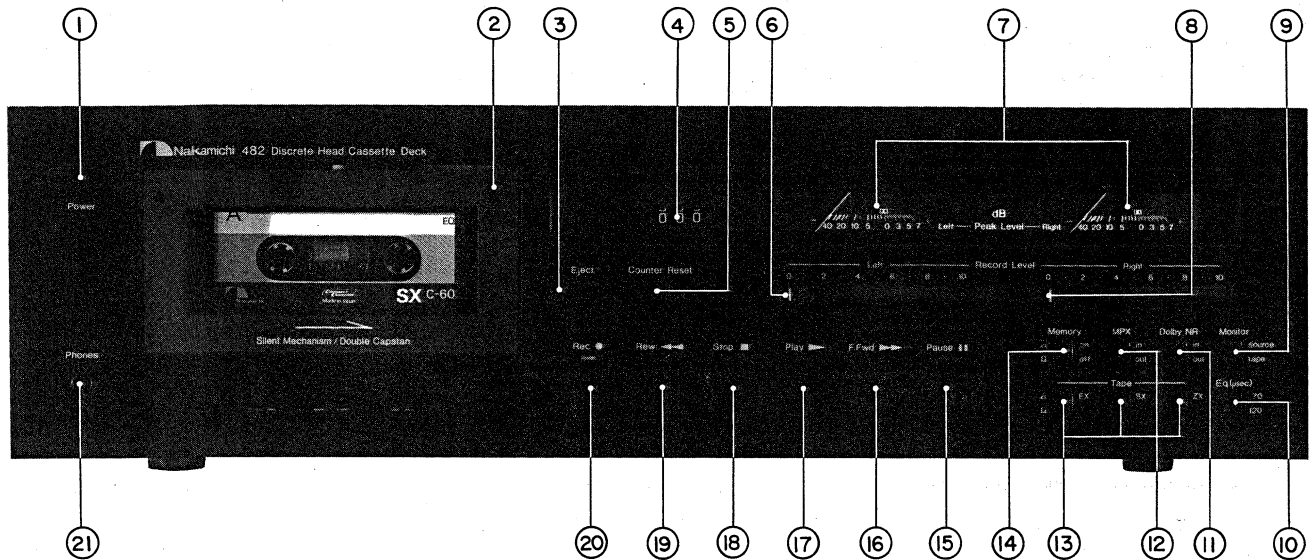 1 2 3 4 5 6 7 8 9
Nakamichi 482 Discrete Head Cassette Deck
Power
A EQ
SX C-60
Silent Mechanism / Double Capstan
Phones
0 0 0
Eject Counter Reset
40 20 10 5 0 3 5 7 dB 40 20 10 5 0 3 5 7
Left Peak Level Right
Left Record Level Right
0 2 4 6 8 10 0 2 4 6 8 10
Rec Rew Stop Play F.Fwd Pause
Memory MPX Dolby NR Monitor
on in in source
off out out tape
Tape Eq (µsec)
EX SX ZX 70
120
21 20 19 18 17 16 15 14 13 12 11 10